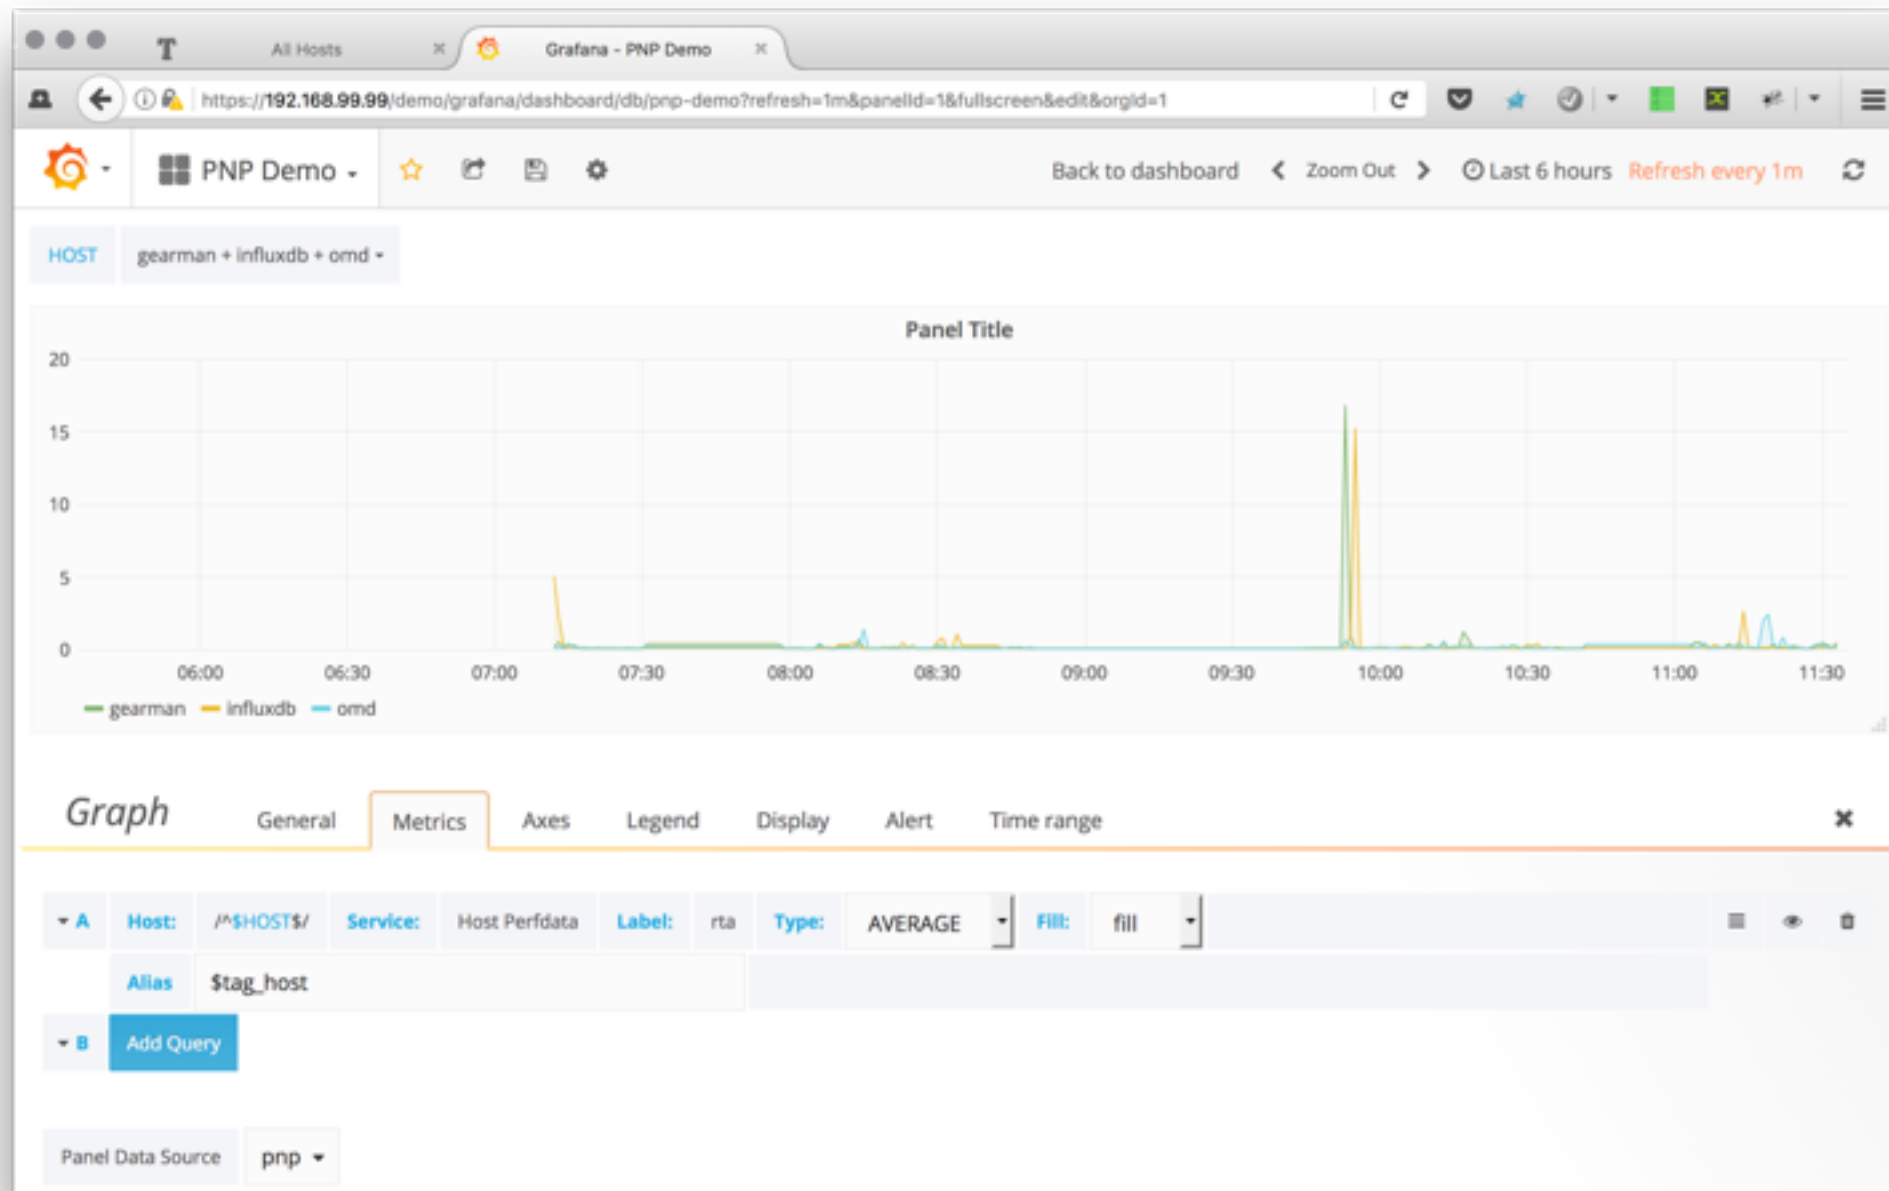 T All Hosts × Grafana - PNP Demo ×
https://192.168.99.99/demo/grafana/dashboard/db/pnp-demo?refresh=1m&panelId=1&fullscreen&edit&orgId=1
PNP Demo Back to dashboard Zoom Out Last 6 hours Refresh every 1m
HOST gearman + influxdb + omd
Panel Title
20
15
10
5
0
06:00 06:30 07:00 07:30 08:00 08:30 09:00 09:30 10:00 10:30 11:00 11:30
gearman influxdb omd
Graph General Metrics Axes Legend Display Alert Time range
A Host: /^$HOST$/ Service: Host Perfdata Label: rta Type: AVERAGE Fill: fill
Alias $tag_host
B Add Query
Panel Data Source pnp